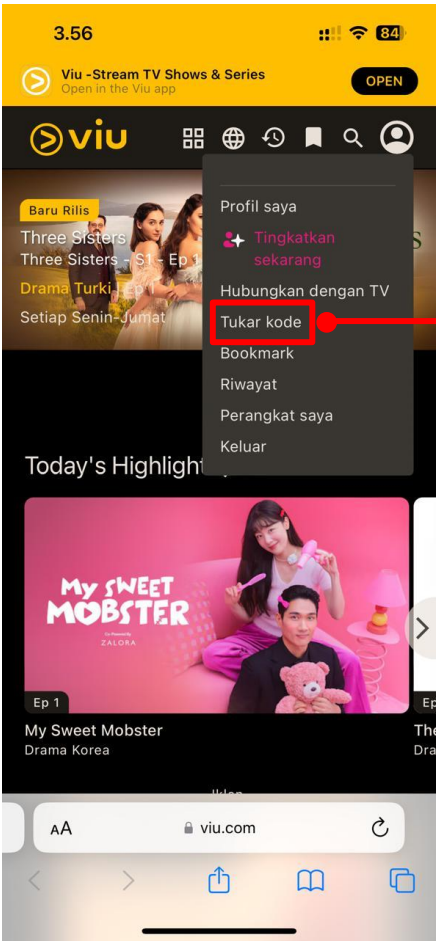 3.56
84
Viu -Stream TV Shows & Series
Open in the Viu app
OPEN
viu
Baru Rilis
Three Sisters
Three Sisters - S1 - Ep 1
Drama Turki | Ep 1
Setiap Senin-Jumat
S
Profil saya
Tingkatkan
sekarang
Hubungkan dengan TV
Tukar kode
Bookmark
Riwayat
Perangkat saya
Keluar
Today's Highlight
MY SWEET
MOBSTER
Co-Powered By
ZALORA
Ep 1
Ep
My Sweet Mobster
Drama Korea
The
Dra
Iklan
AA
viu.com